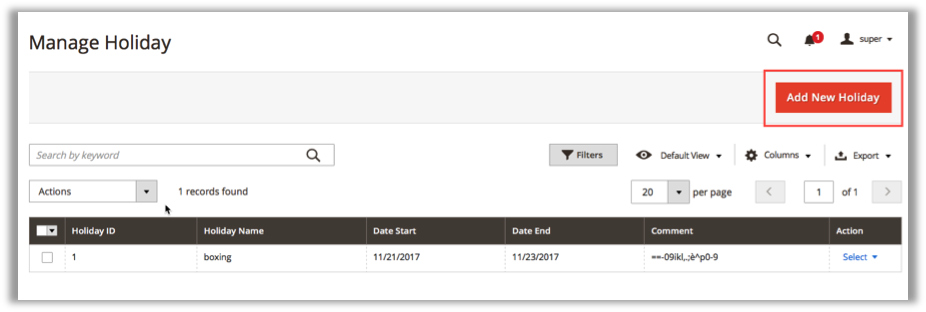 Manage Holiday
1
super
Add New Holiday
Search by keyword
Filters
Default View
Columns
Export
Actions
1 records found
20
per page
1
of 1
Holiday ID Holiday Name Date Start Date End Comment Action
1 boxing 11/21/2017 11/23/2017 ==-09ikl,.;è^p0-9 Select